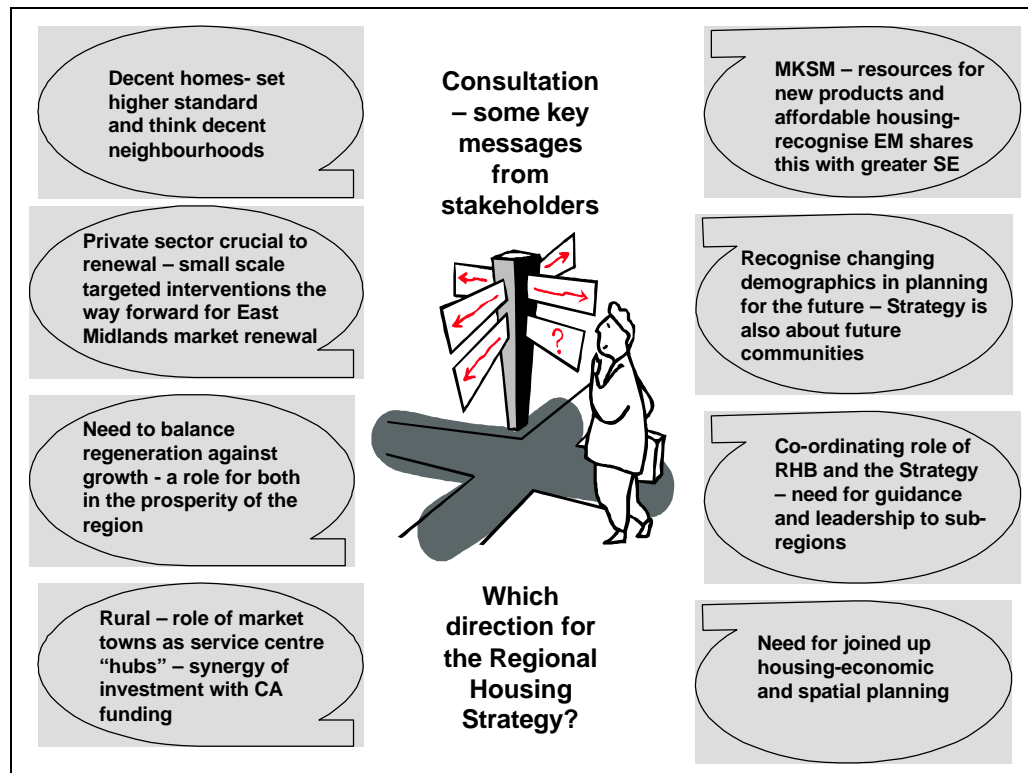 Decent homes- set
higher standard
and think decent
neighbourhoods
Private sector crucial to
renewal – small scale
targeted interventions the
way forward for East
Midlands market renewal
Need to balance
regeneration against
growth - a role for both
in the prosperity of the
region
Rural – role of market
towns as service centre
“hubs” – synergy of
investment with CA
funding
Consultation
– some key
messages
from
stakeholders
?
Which
direction for
the Regional
Housing
Strategy?
MKSM – resources for
new products and
affordable housing-
recognise EM shares
this with greater SE
Recognise changing
demographics in planning
for the future – Strategy is
also about future
communities
Co-ordinating role of
RHB and the Strategy
– need for guidance
and leadership to sub-
regions
Need for joined up
housing-economic
and spatial planning